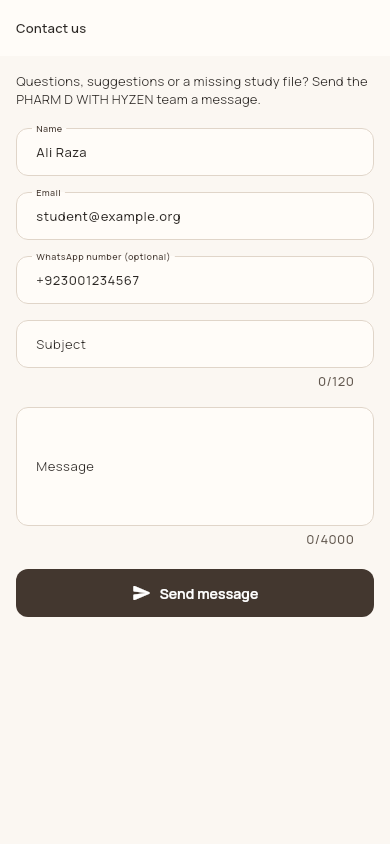 Contact us
Questions, suggestions or a missing study file? Send the
PHARM D WITH HYZEN team a message.
Name
Ali Raza
Email
student@example.org
WhatsApp number (optional)
+923001234567
Subject
0/120
Message
0/4000
Send message